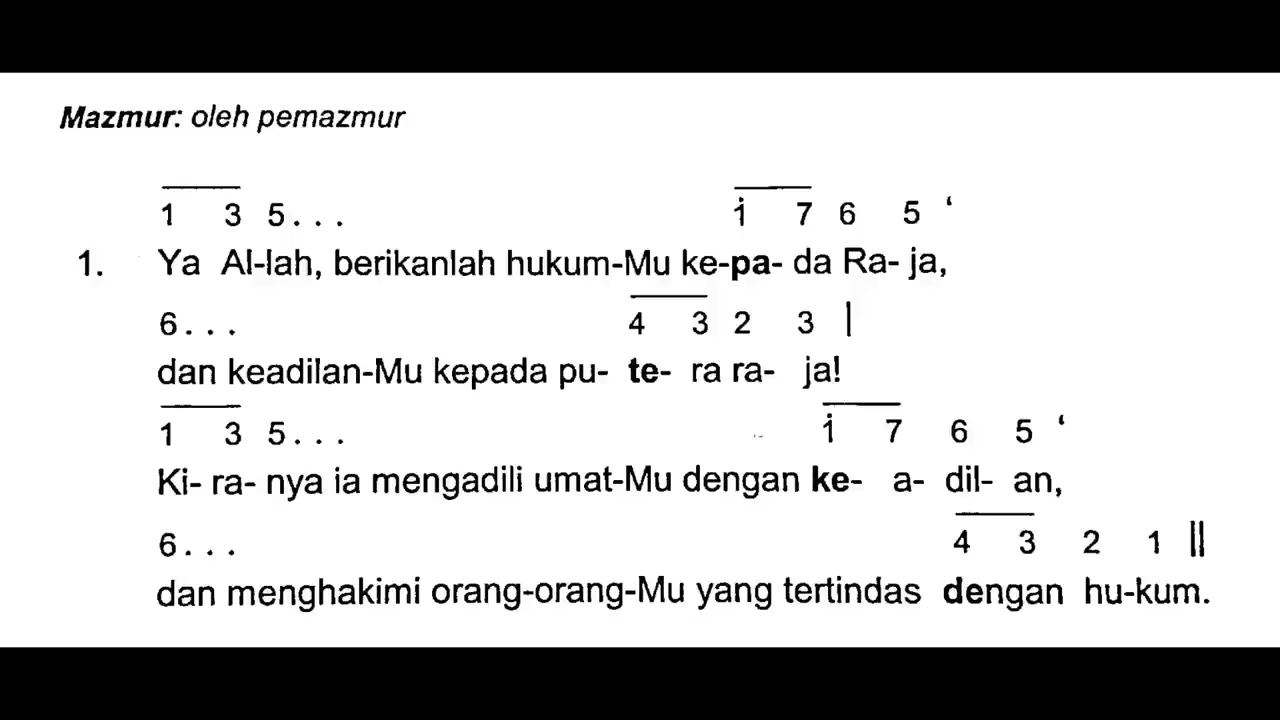 Mazmur: oleh pemazmur
1 3 5 . . . i 7 6 5 ‘
1. Ya Al-lah, berikanlah hukum-Mu ke-pa- da Ra- ja,
6 . . . 4 3 2 3 |
dan keadilan-Mu kepada pu- te- ra ra- ja!
1 3 5 . . . i 7 6 5 ‘
Ki- ra- nya ia mengadili umat-Mu dengan ke- a- dil- an,
6 . . . 4 3 2 1 ||
dan menghakimi orang-orang-Mu yang tertindas dengan hu-kum.